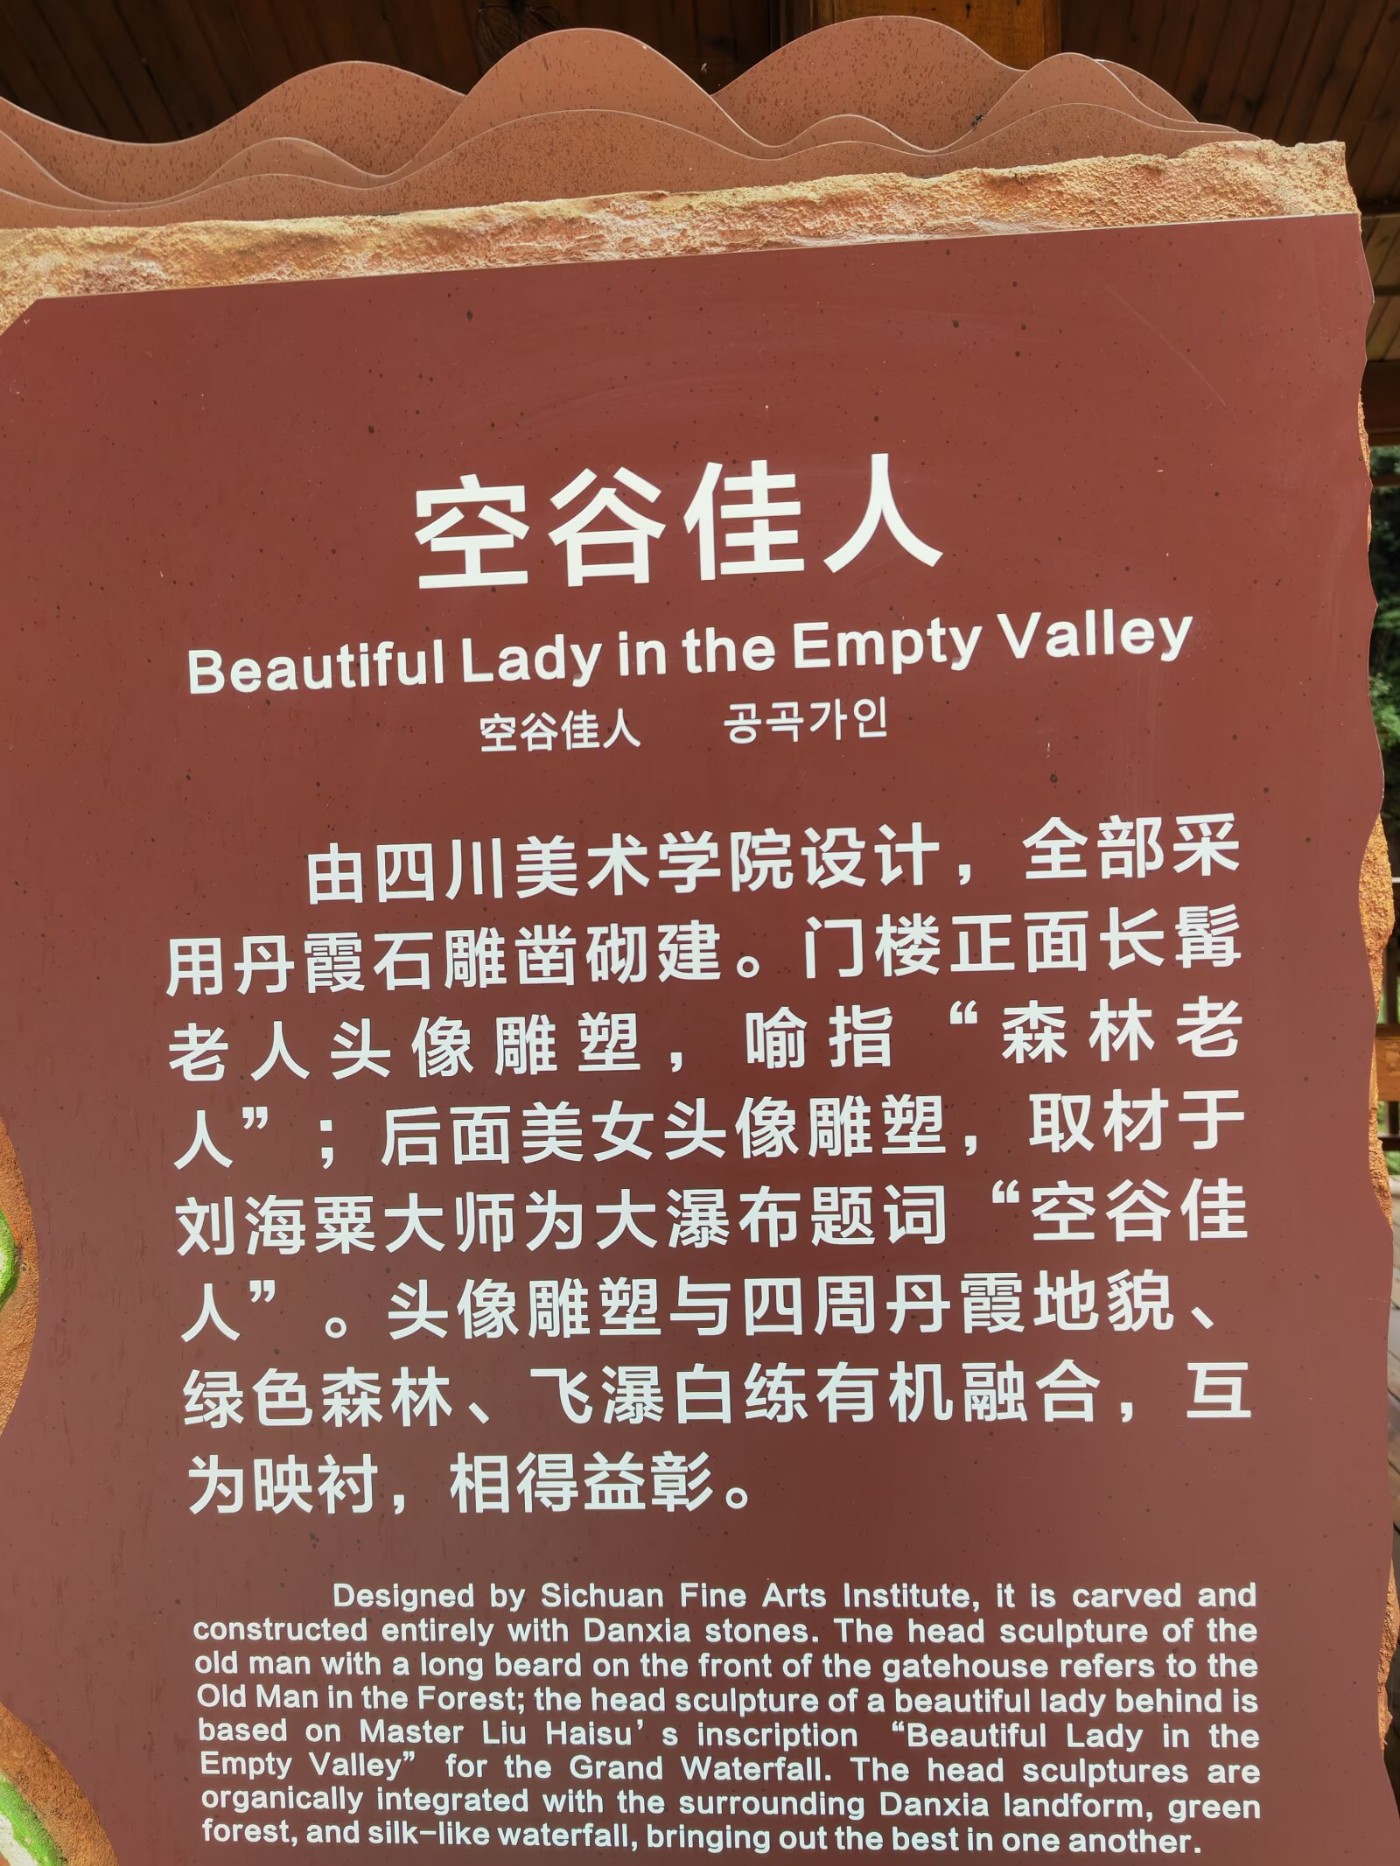 空谷佳人
Beautiful Lady in the Empty Valley
空谷佳人 공곡가인
由四川美术学院设计，全部采
用丹霞石雕凿砌建。门楼正面长髯
老人头像雕塑，喻指“森林老
人”；后面美女头像雕塑，取材于
刘海粟大师为大瀑布题词“空谷佳
人”。头像雕塑与四周丹霞地貌、
绿色森林、飞瀑白练有机融合，互
为映衬，相得益彰。
Designed by Sichuan Fine Arts Institute, it is carved and
constructed entirely with Danxia stones. The head sculpture of the
old man with a long beard on the front of the gatehouse refers to the
Old Man in the Forest; the head sculpture of a beautiful lady behind is
based on Master Liu Haisu’s inscription “Beautiful Lady in the
Empty Valley” for the Grand Waterfall. The head sculptures are
organically integrated with the surrounding Danxia landform, green
forest, and silk-like waterfall, bringing out the best in one another.